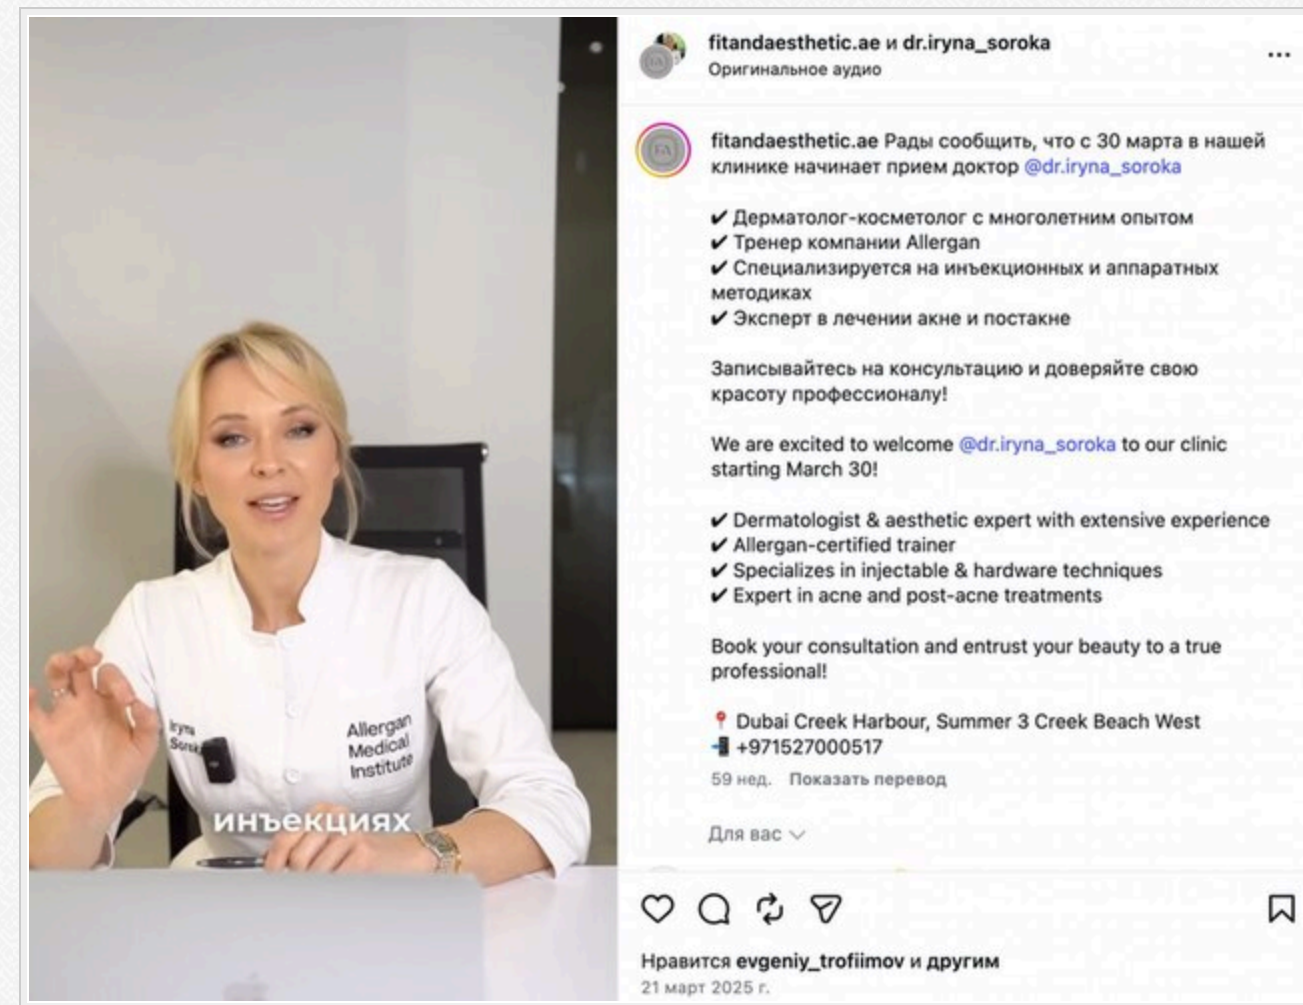 fitandaesthetic.ae и dr.iryna_soroka
Оригинальное аудио
fitandaesthetic.ae Рады сообщить, что с 30 марта в нашей
клинике начинает прием доктор @dr.iryna_soroka
✔ Дерматолог-косметолог с многолетним опытом
✔ Тренер компании Allergan
✔ Специализируется на инъекционных и аппаратных
методиках
✔ Эксперт в лечении акне и постакне
Записывайтесь на консультацию и доверяйте свою
красоту профессионалу!
We are excited to welcome @dr.iryna_soroka to our clinic
starting March 30!
✔ Dermatologist & aesthetic expert with extensive experience
✔ Allergan-certified trainer
✔ Specializes in injectable & hardware techniques
✔ Expert in acne and post-acne treatments
Book your consultation and entrust your beauty to a true
professional!
📍 Dubai Creek Harbour, Summer 3 Creek Beach West
📲 +971527000517
59 нед. Показать перевод
Для вас
Нравится evgeniy_trofiimov и другим
21 март 2025 г.
Iryna
Soroka
Allergan
Medical
Institute
инъекциях
FA